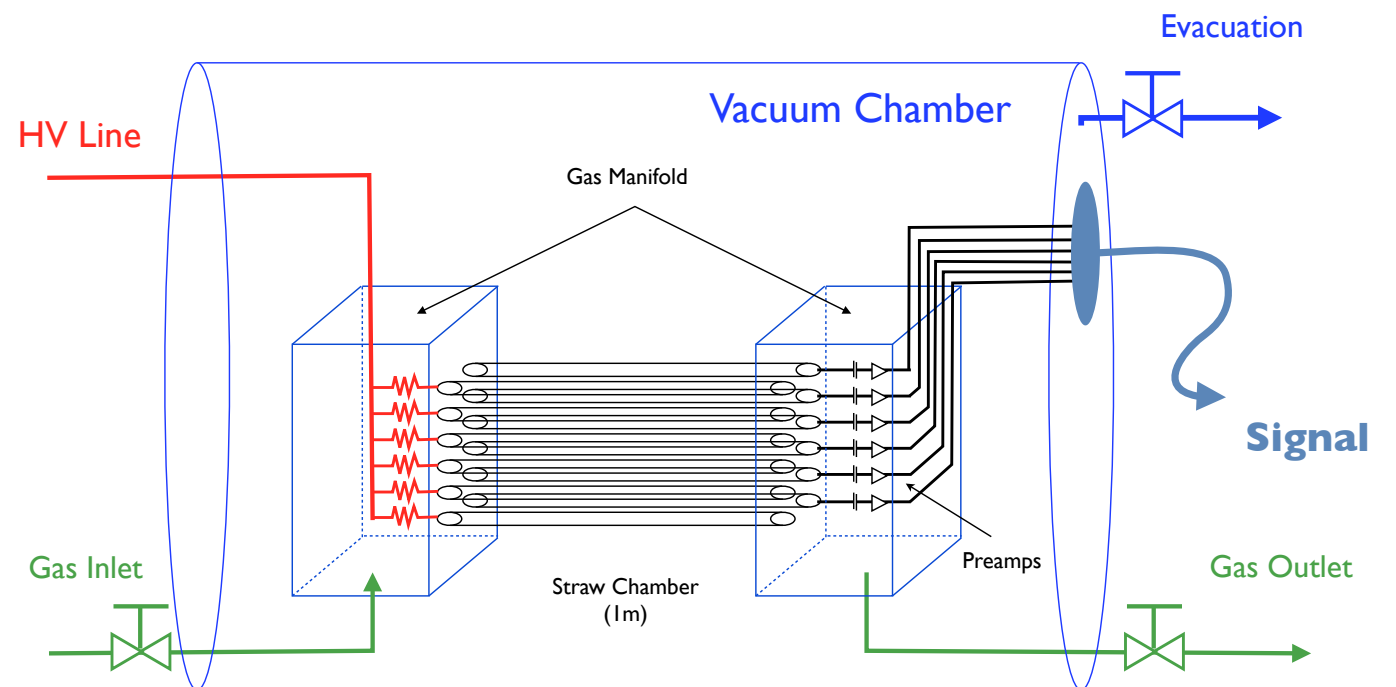 Evacuation
Vacuum Chamber
HV Line
Gas Manifold
Signal
Preamps
Gas Inlet
Gas Outlet
Straw Chamber
(1m)